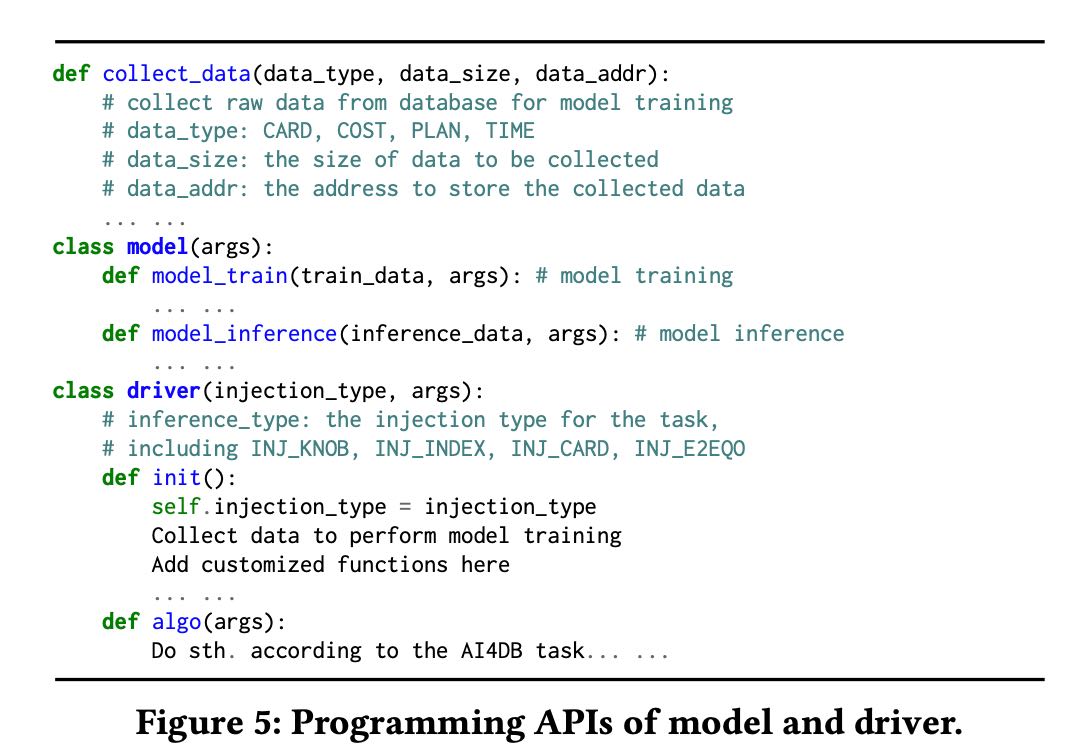 def collect_data(data_type, data_size, data_addr):
    # collect raw data from database for model training
    # data_type: CARD, COST, PLAN, TIME
    # data_size: the size of data to be collected
    # data_addr: the address to store the collected data
    ... ...
class model(args):
    def model_train(train_data, args): # model training
        ... ...
    def model_inference(inference_data, args): # model inference
        ... ...
class driver(injection_type, args):
    # inference_type: the injection type for the task,
    # including INJ_KNOB, INJ_INDEX, INJ_CARD, INJ_E2EQO
    def init():
        self.injection_type = injection_type
        Collect data to perform model training
        Add customized functions here
        ... ...
    def algo(args):
        Do sth. according to the AI4DB task... ...
Figure 5: Programming APIs of model and driver.